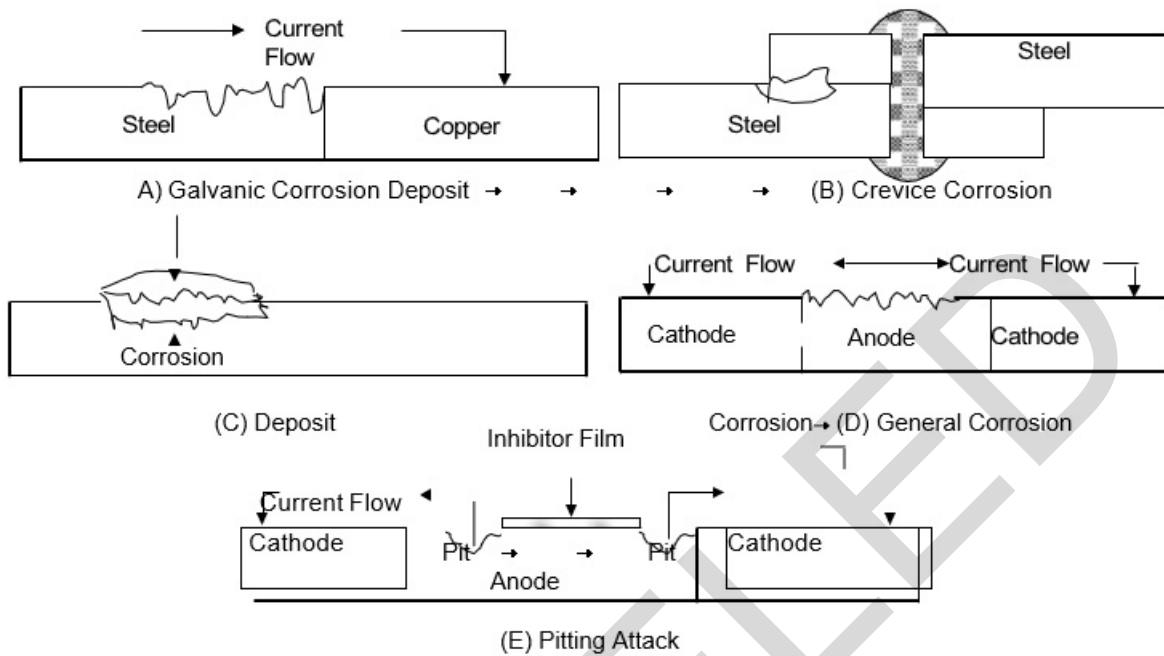 Current
Flow
Steel
Copper
Steel
Steel
A) Galvanic Corrosion Deposit
(B) Crevice Corrosion
Corrosion
Current Flow
Current Flow
Cathode
Anode
Cathode
(C) Deposit
Corrosion
(D) General Corrosion
Inhibitor Film
Current Flow
Cathode
Pit
Pit
Cathode
Anode
(E) Pitting Attack